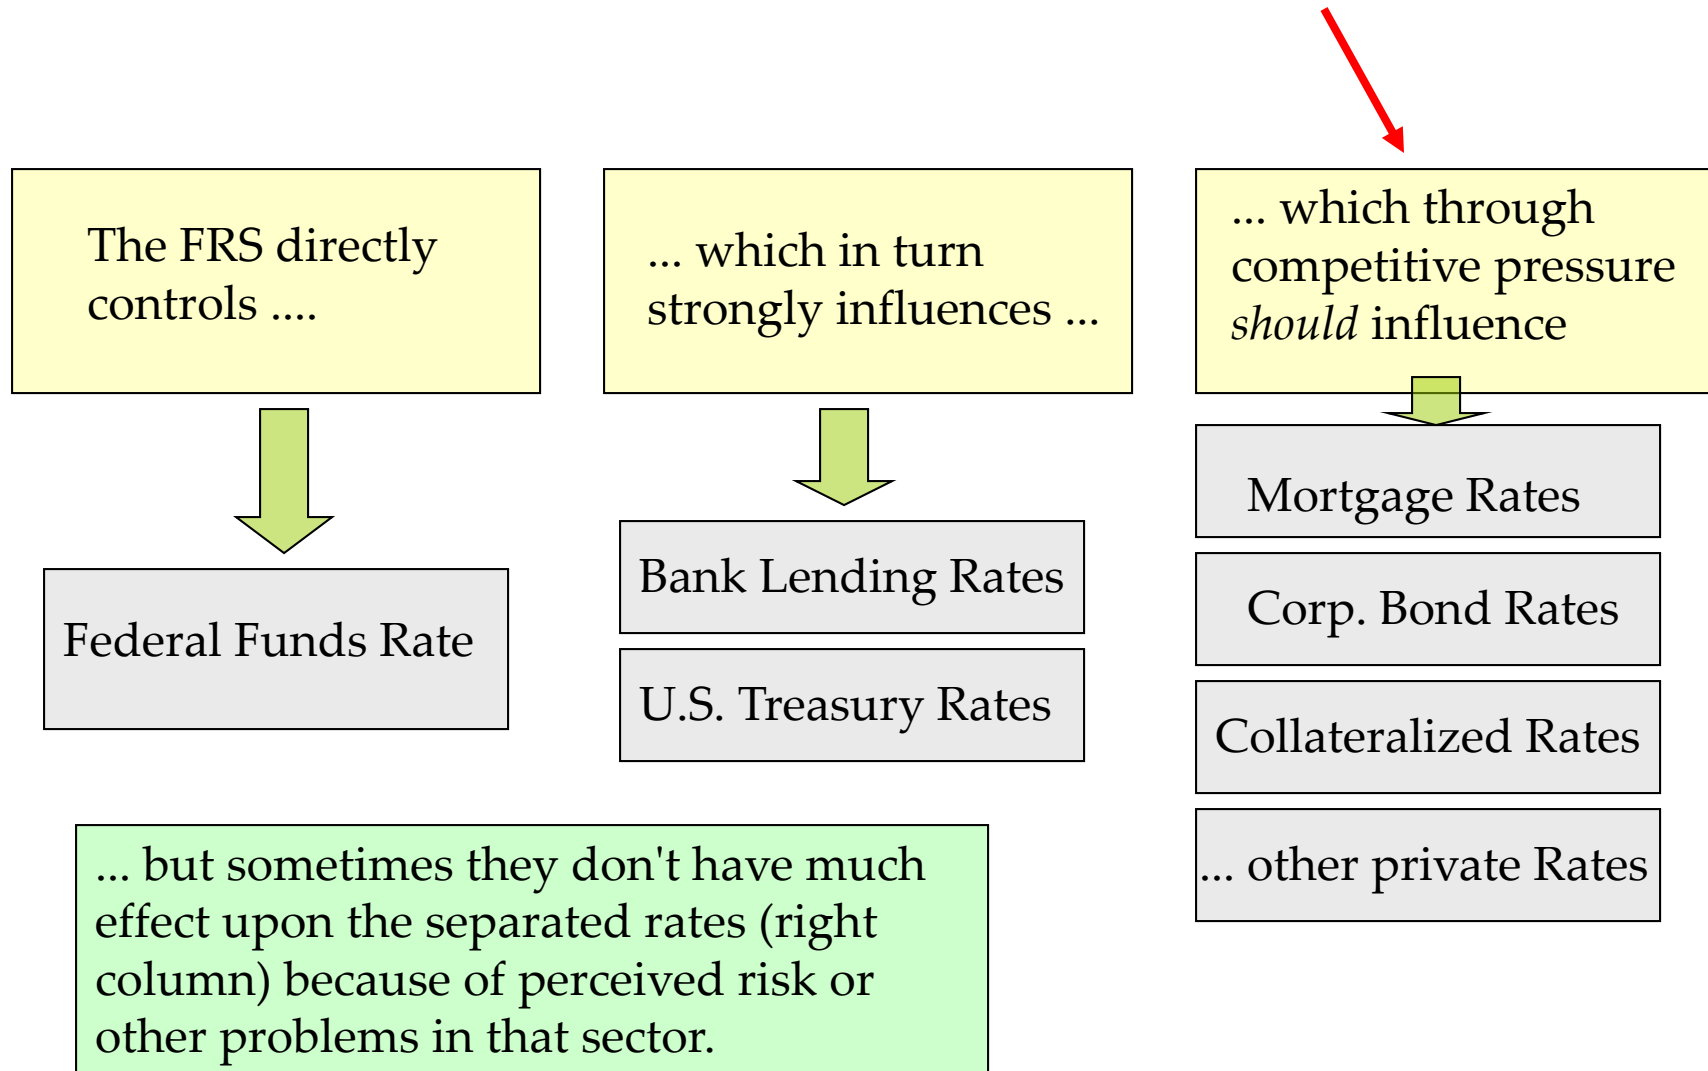 The FRS directly
controls ....
Federal Funds Rate
... which in turn
strongly influences ...
Bank Lending Rates
U.S. Treasury Rates
... which through
competitive pressure
should influence
Mortgage Rates
Corp. Bond Rates
Collateralized Rates
... other private Rates
... but sometimes they don't have much
effect upon the separated rates (right
column) because of perceived risk or
other problems in that sector.